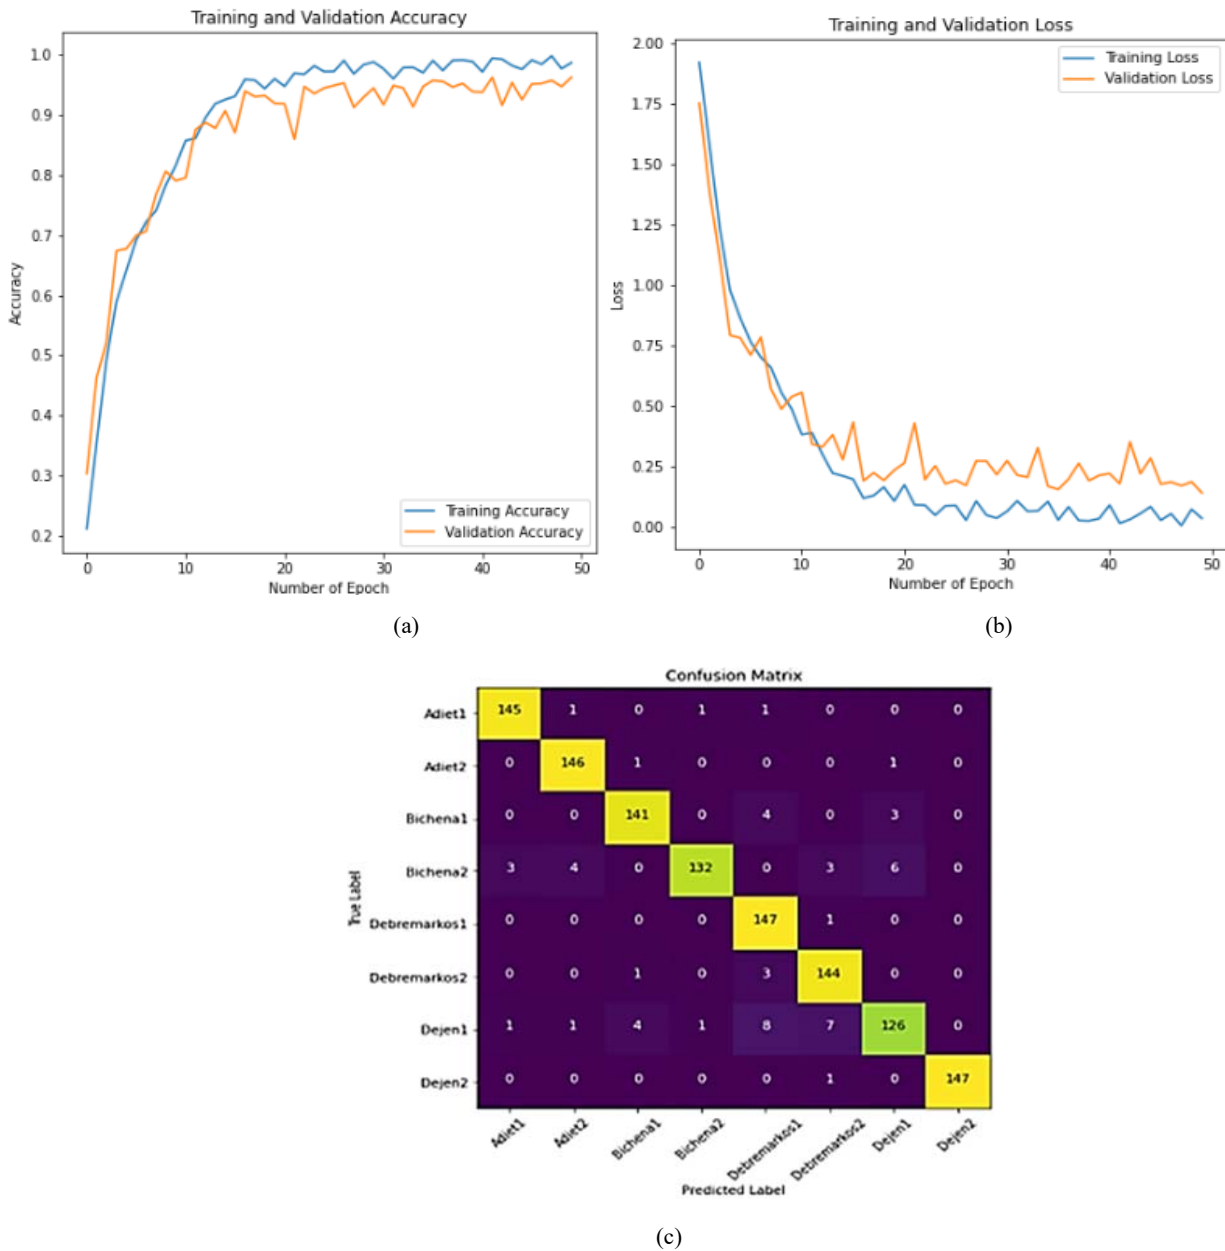 Training and Validation Accuracy
1.0
0.9
0.8
0.7
0.6
0.5
0.4
0.3
0.2
Accuracy
Training Accuracy
Validation Accuracy
0 10 20 30 40 50
Number of Epoch
(a)
Training and Validation Loss
2.00
1.75
1.50
1.25
1.00
0.75
0.50
0.25
0.00
Loss
Training Loss
Validation Loss
0 10 20 30 40 50
Number of Epoch
(b)
Confusion Matrix
True Label
Adiet1 145 1 0 1 1 0 0 0
Adiet2 0 146 1 0 0 0 1 0
Bichena1 0 0 141 0 4 0 3 0
Bichena2 3 4 0 132 0 3 6 0
Debremarkos1 0 0 0 0 147 1 0 0
Debremarkos2 0 0 1 0 3 144 0 0
Dejen1 1 1 4 1 8 7 126 0
Dejen2 0 0 0 0 0 1 0 147
Adiet1 Adiet2 Bichena1 Bichena2 Debremarkos1 Debremarkos2 Dejen1 Dejen2
Predicted Label
(c)